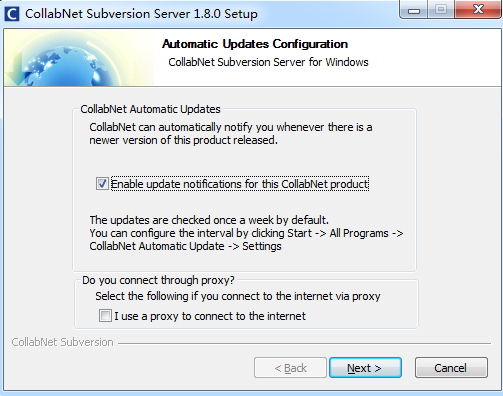 C CollabNet Subversion Server 1.8.0 Setup
Automatic Updates Configuration
CollabNet Subversion Server for Windows
CollabNet Automatic Updates
CollabNet can automatically notify you whenever there is a
newer version of this product released.
Enable update notifications for this CollabNet product
The updates are checked once a week by default.
You can configure the interval by clicking Start -> All Programs ->
CollabNet Automatic Update -> Settings
Do you connect through proxy?
Select the following if you connect to the internet via proxy
I use a proxy to connect to the internet
CollabNet Subversion
< Back Next > Cancel